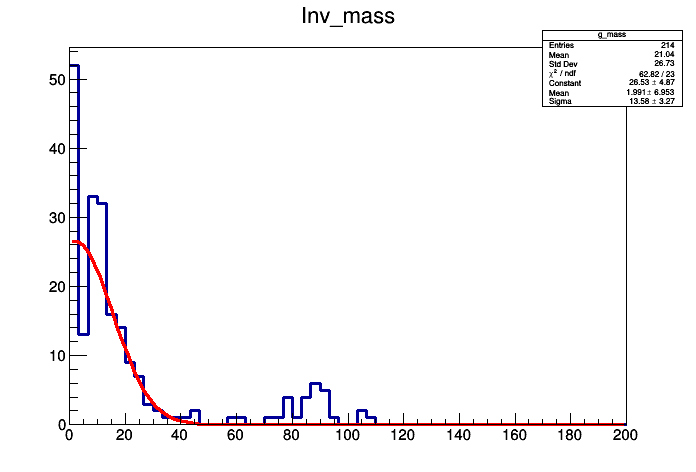 Inv_mass
g_mass
Entries 214
Mean 21.04
Std Dev 26.73
χ² / ndf 62.82 / 23
Constant 26.53 ± 4.87
Mean 1.991 ± 6.953
Sigma 13.58 ± 3.27
50
40
30
20
10
0
0 20 40 60 80 100 120 140 160 180 200